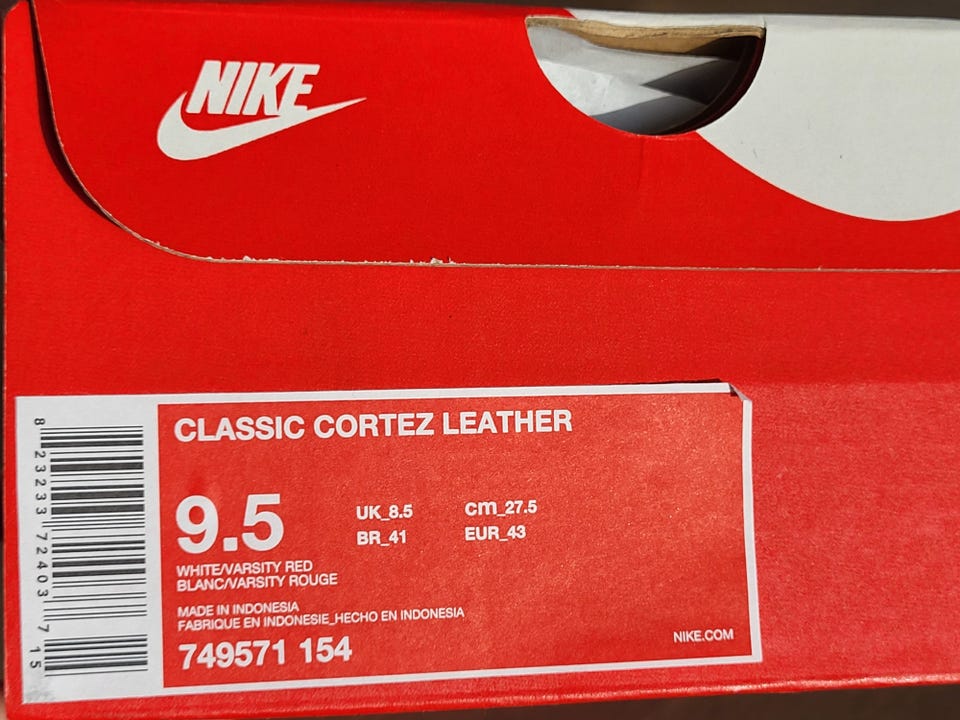 NIKE
8 23233 72403 7 15
CLASSIC CORTEZ LEATHER
9.5
UK_8.5 cm_27.5
BR_41 EUR_43
WHITE/VARSITY RED
BLANC/VARSITY ROUGE
MADE IN INDONESIA
FABRIQUE EN INDONESIE_HECHO EN INDONESIA
749571 154
NIKE.COM